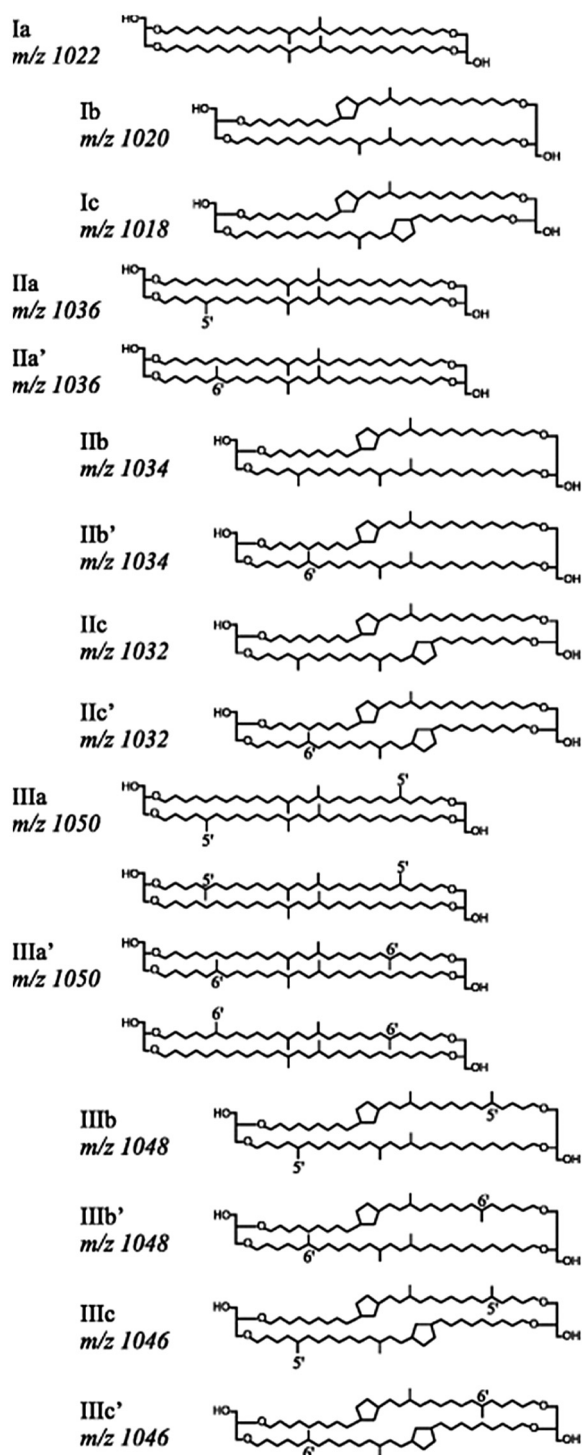 Ia HO O O
m/z 1022 O O OH
Ib HO O O
m/z 1020 O O OH
Ic HO O O
m/z 1018 O O OH
IIa HO O O
m/z 1036 O O OH
5'
IIa' HO O O
m/z 1036 O O OH
6'
IIb HO O O
m/z 1034 O O OH
IIb' HO O O
m/z 1034 O 6' O OH
IIc HO O O
m/z 1032 O O OH
IIc' HO O O
m/z 1032 O 6' O OH
5'
IIIa HO O O
m/z 1050 O O OH
5'
5' 5'
HO O O
O O OH
IIIa' HO O 6' O
m/z 1050 O 6' O OH
6' 6'
HO O O
O O OH
IIIb HO O 5' O
m/z 1048 O O OH
5'
IIIb' HO O 6' O
m/z 1048 O 6' O OH
IIIc HO O 5' O
m/z 1046 O O OH
5'
IIIc' HO O 6' O
m/z 1046 O 6' O OH